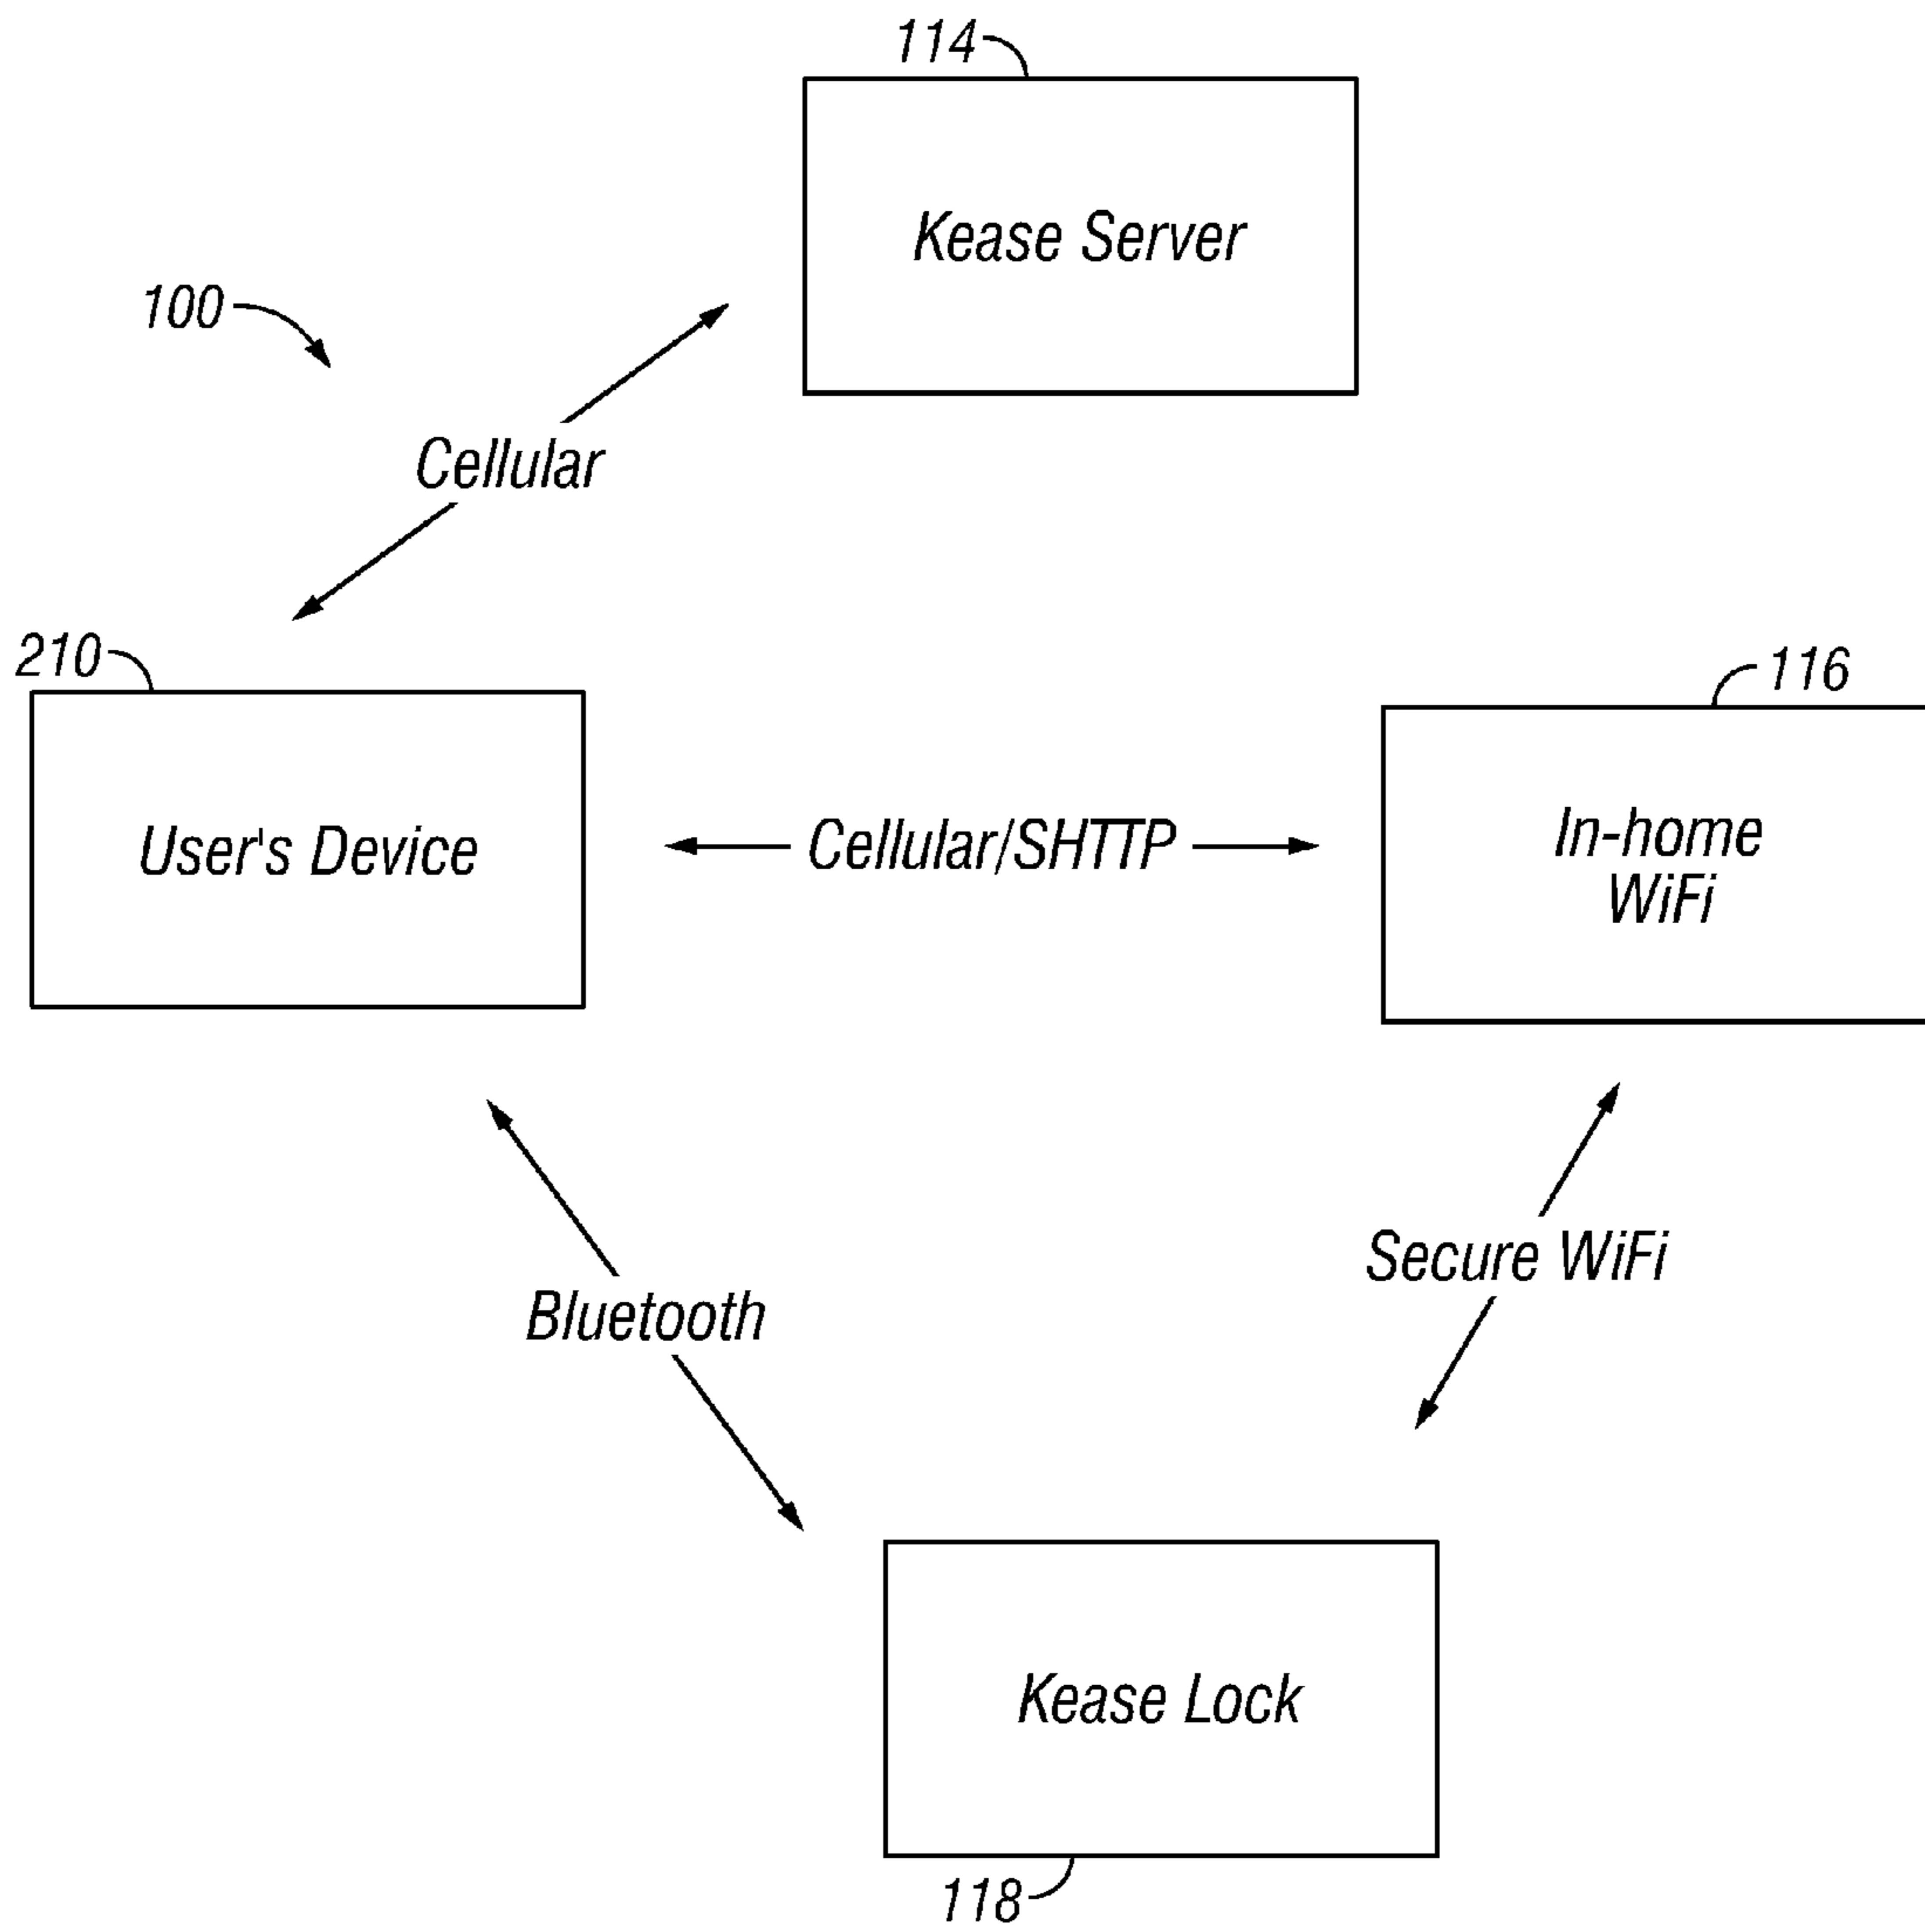 114
Kease Server
100
Cellular
210
116
User's Device
Cellular/SHTTP
In-home
WiFi
Secure WiFi
Bluetooth
Kease Lock
118